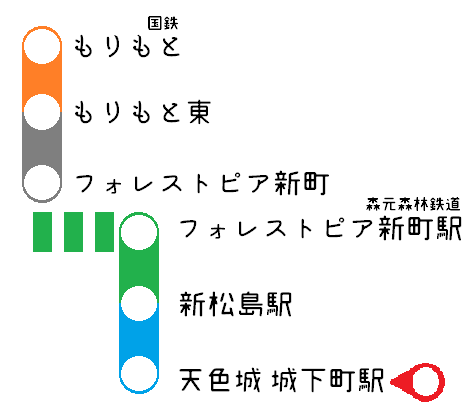 国鉄
もりもと
もりもと東
フォレストピア新町
森元森林鉄道
フォレストピア新町駅
新松島駅
天色城 城下町駅